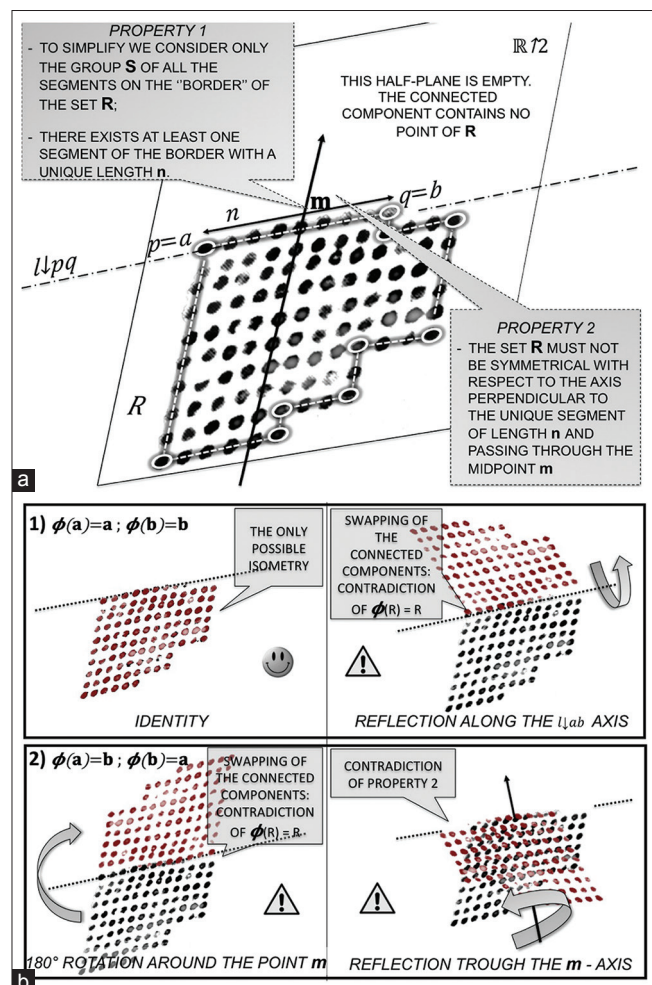 PROPERTY 1
- TO SIMPLIFY WE CONSIDER ONLY
THE GROUP S OF ALL THE
SEGMENTS ON THE "BORDER" OF
THE SET R;
- THERE EXISTS AT LEAST ONE
SEGMENT OF THE BORDER WITH A
UNIQUE LENGTH n.
ℝ↑2
THIS HALF-PLANE IS EMPTY.
THE CONNECTED
COMPONENT CONTAINS NO
POINT OF R
m
n
q=b
p=a
l↓pq
R
PROPERTY 2
- THE SET R MUST NOT
BE SYMMETRICAL WITH
RESPECT TO THE AXIS
PERPENDICULAR TO
THE UNIQUE SEGMENT
OF LENGTH n AND
PASSING THROUGH THE
MIDPOINT m
a
1) ϕ(a)=a ; ϕ(b)=b
THE ONLY
POSSIBLE
ISOMETRY
IDENTITY
SWAPPING OF
THE
CONNECTED
COMPONENTS:
CONTRADICTION
OF ϕ(R) = R
!
REFLECTION ALONG THE l↓ab AXIS
2) ϕ(a)=b ; ϕ(b)=a
SWAPPING OF
THE CONNECTED
COMPONENTS:
CONTRADICTION
OF ϕ(R) = R
!
180° ROTATION AROUND THE POINT m
CONTRADICTION
OF PROPERTY 2
!
REFLECTION TROUGH THE m - AXIS
b